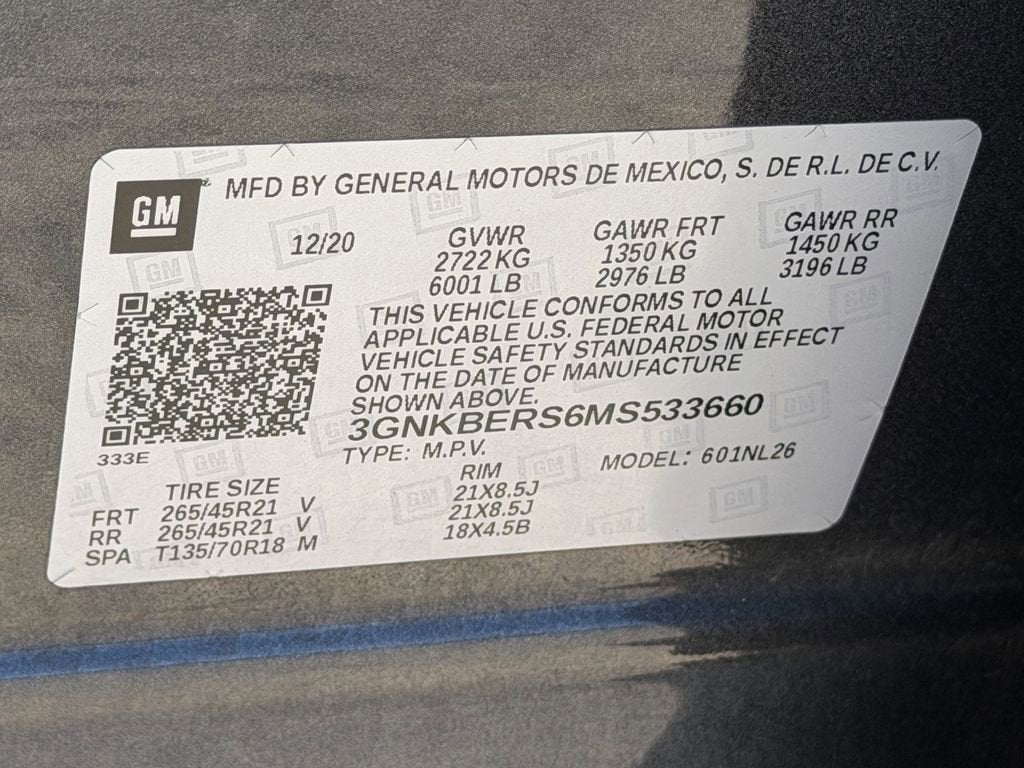 GM MFD BY GENERAL MOTORS DE MEXICO, S. DE R.L. DE C.V.
12/20 GVWR GAWR FRT GAWR RR
2722 KG 1350 KG 1450 KG
6001 LB 2976 LB 3196 LB
THIS VEHICLE CONFORMS TO ALL
APPLICABLE U.S. FEDERAL MOTOR
VEHICLE SAFETY STANDARDS IN EFFECT
ON THE DATE OF MANUFACTURE
SHOWN ABOVE.
3GNKBERS6MS533660
333E
TYPE: M.P.V. MODEL: 601NL26
TIRE SIZE RIM
FRT 265/45R21 V 21X8.5J
RR 265/45R21 V 21X8.5J
SPA T135/70R18 M 18X4.5B